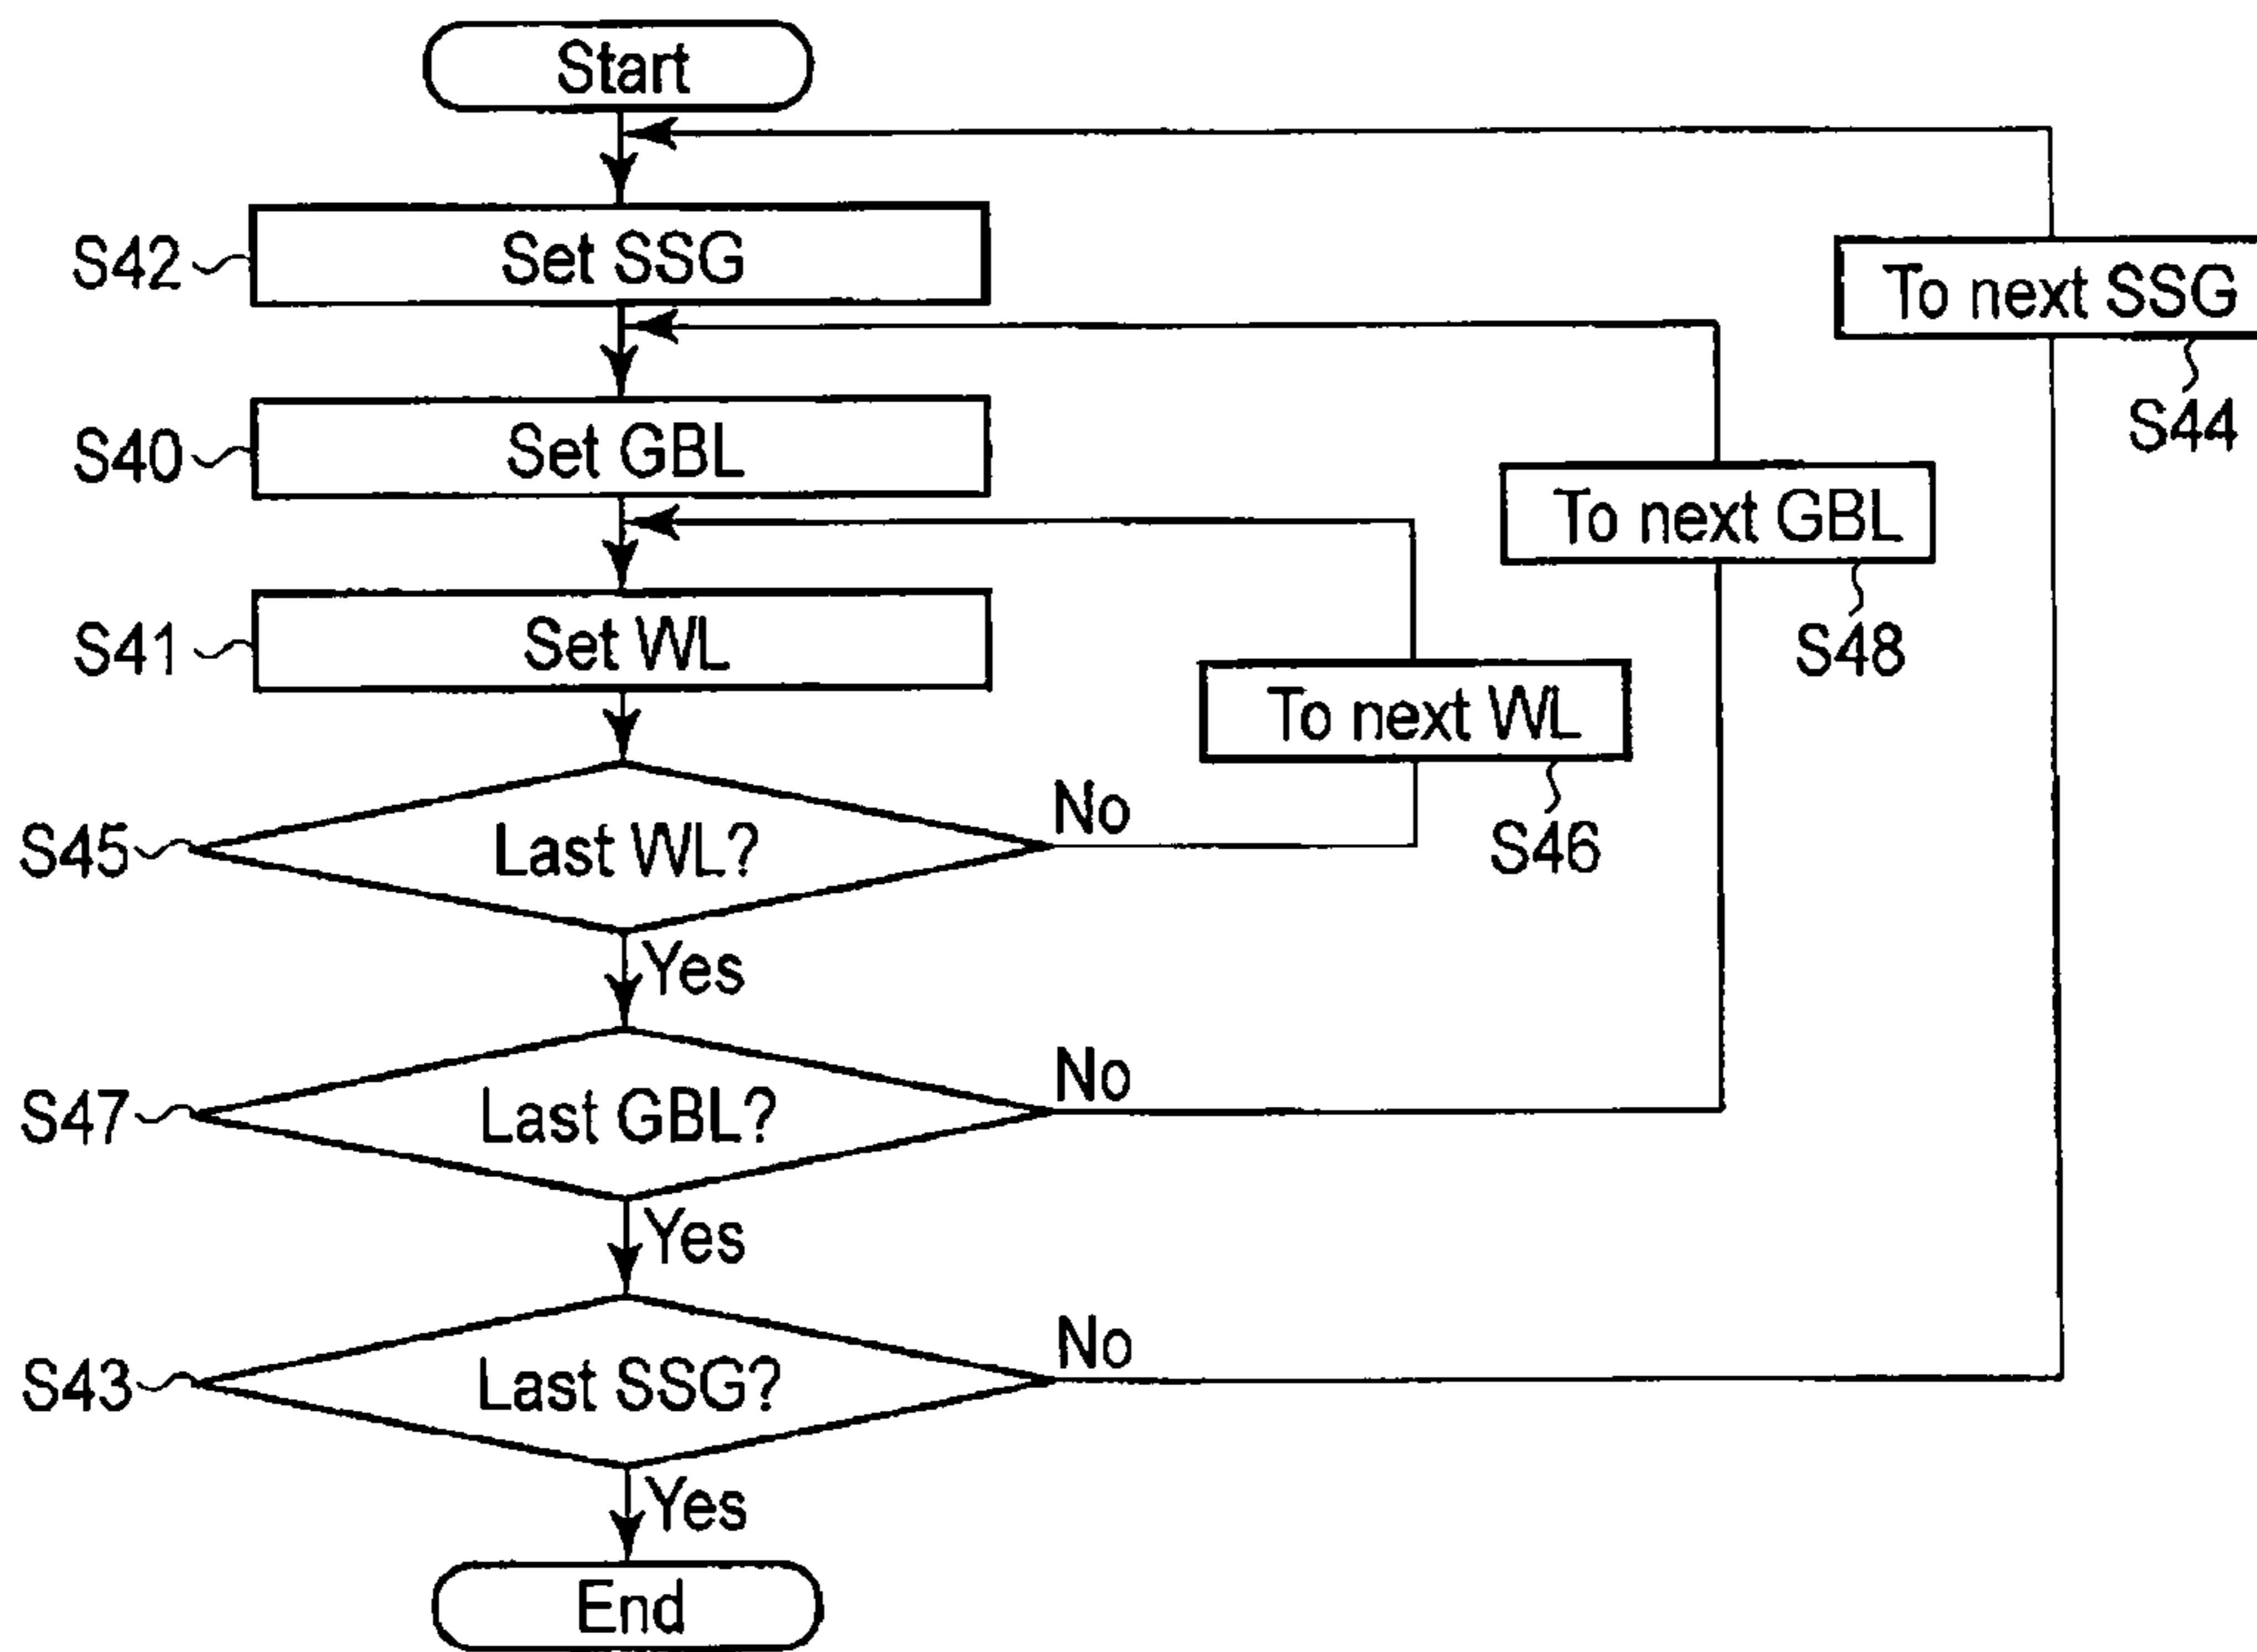 Start
S42
Set SSG
To next SSG
S44
S40
Set GBL
To next GBL
S48
S41
Set WL
To next WL
S46
S45
Last WL?
No
Yes
S47
Last GBL?
No
Yes
S43
Last SSG?
No
Yes
End